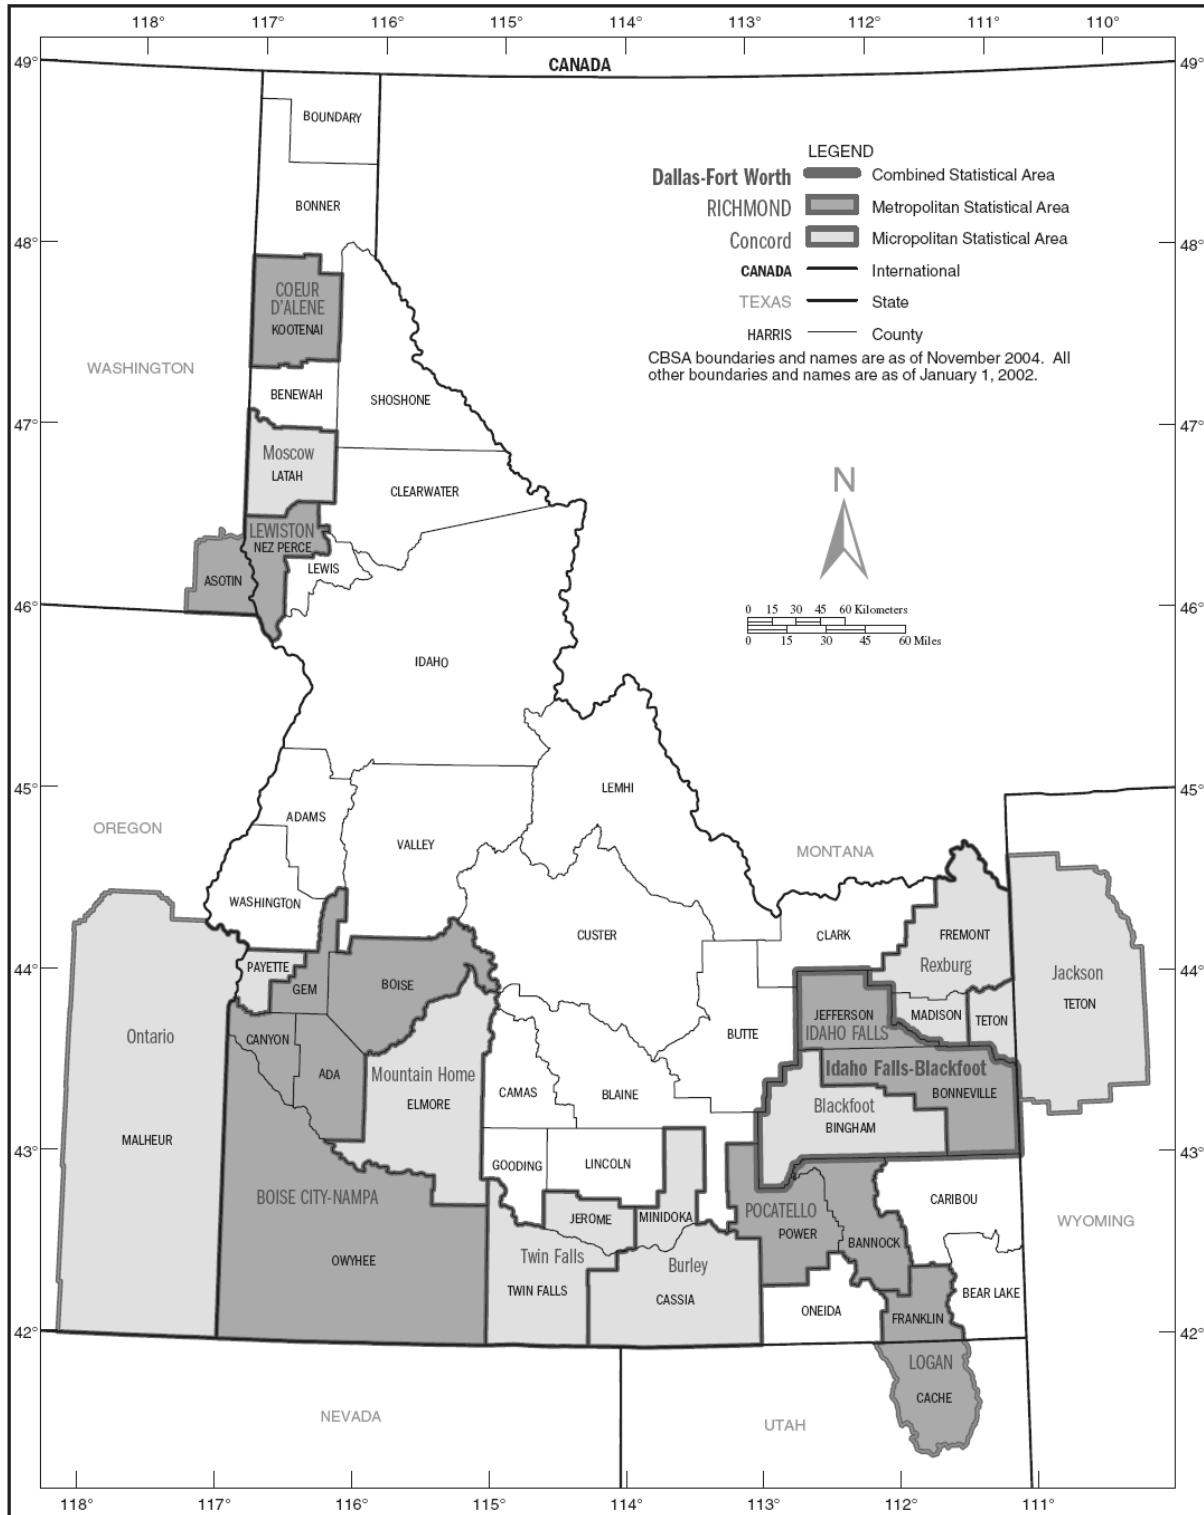 118° 117° 116° 115° 114° 113° 112° 111° 110°
49° 49°
CANADA
BOUNDARY
LEGEND
Dallas-Fort Worth Combined Statistical Area
RICHMOND Metropolitan Statistical Area
Concord Micropolitan Statistical Area
CANADA International
TEXAS State
HARRIS County
CBSA boundaries and names are as of November 2004. All
other boundaries and names are as of January 1, 2002.
BONNER
48° 48°
COEUR
D'ALENE
KOOTENAI
WASHINGTON
BENEWAH
SHOSHONE
47° 47°
Moscow
LATAH
CLEARWATER
N
LEWISTON
NEZ PERCE
LEWIS
ASOTIN
46° 46°
0 15 30 45 60 Kilometers
0 15 30 45 60 Miles
IDAHO
45° 45°
LEMHI
ADAMS
OREGON
VALLEY
MONTANA
WASHINGTON
CUSTER
CLARK
FREMONT
Rexburg
44° 44°
PAYETTE
GEM
BOISE
Jackson
TETON
JEFFERSON
IDAHO FALLS
MADISON
TETON
Ontario
CANYON
BUTTE
ADA
Mountain Home
ELMORE
Idaho Falls-Blackfoot
BONNEVILLE
CAMAS
BLAINE
Blackfoot
BINGHAM
MALHEUR
43° 43°
GOODING
LINCOLN
BOISE CITY-NAMPA
CARIBOU
JEROME
MINIDOKA
POCATELLO
POWER
BANNOCK
WYOMING
OWYHEE
Twin Falls
TWIN FALLS
Burley
CASSIA
BEAR LAKE
ONEIDA
FRANKLIN
42° 42°
LOGAN
CACHE
NEVADA
UTAH
118° 117° 116° 115° 114° 113° 112° 111°